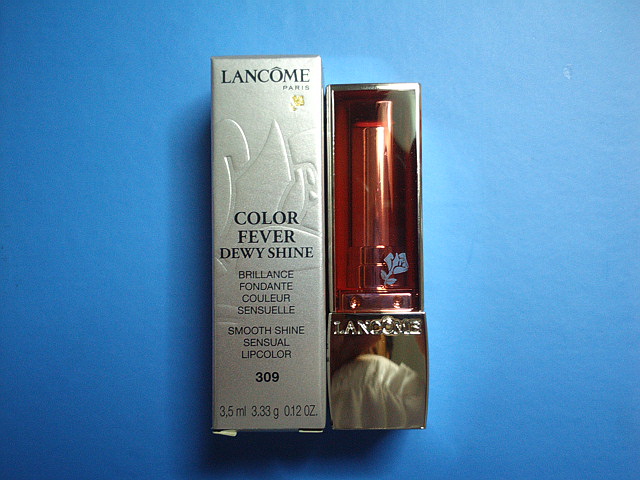 LANCÔME
PARIS
COLOR
FEVER
DEWY SHINE
BRILLANCE
FONDANTE
COULEUR
SENSUELLE
SMOOTH SHINE
SENSUAL
LIPCOLOR
309
3,5 ml 3.33 g 0.12 OZ.
LANCÔME